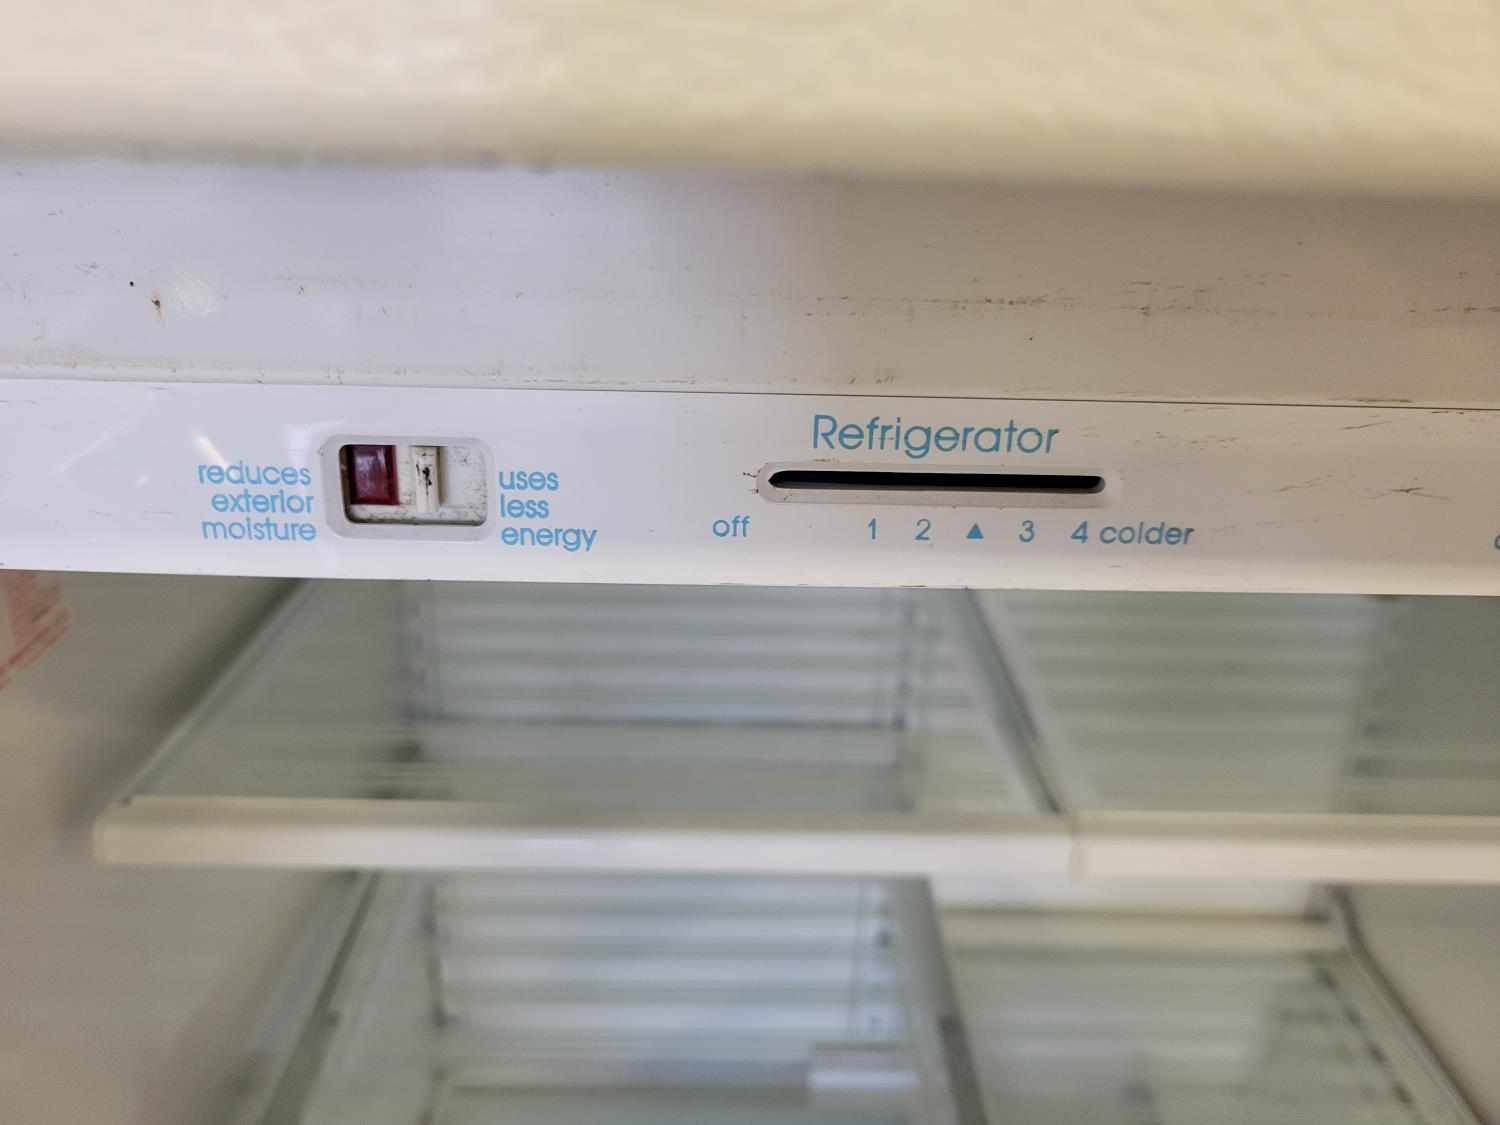 reduces
exterior
moisture
uses
less
energy
Refrigerator
off 1 2 ▲ 3 4 colder